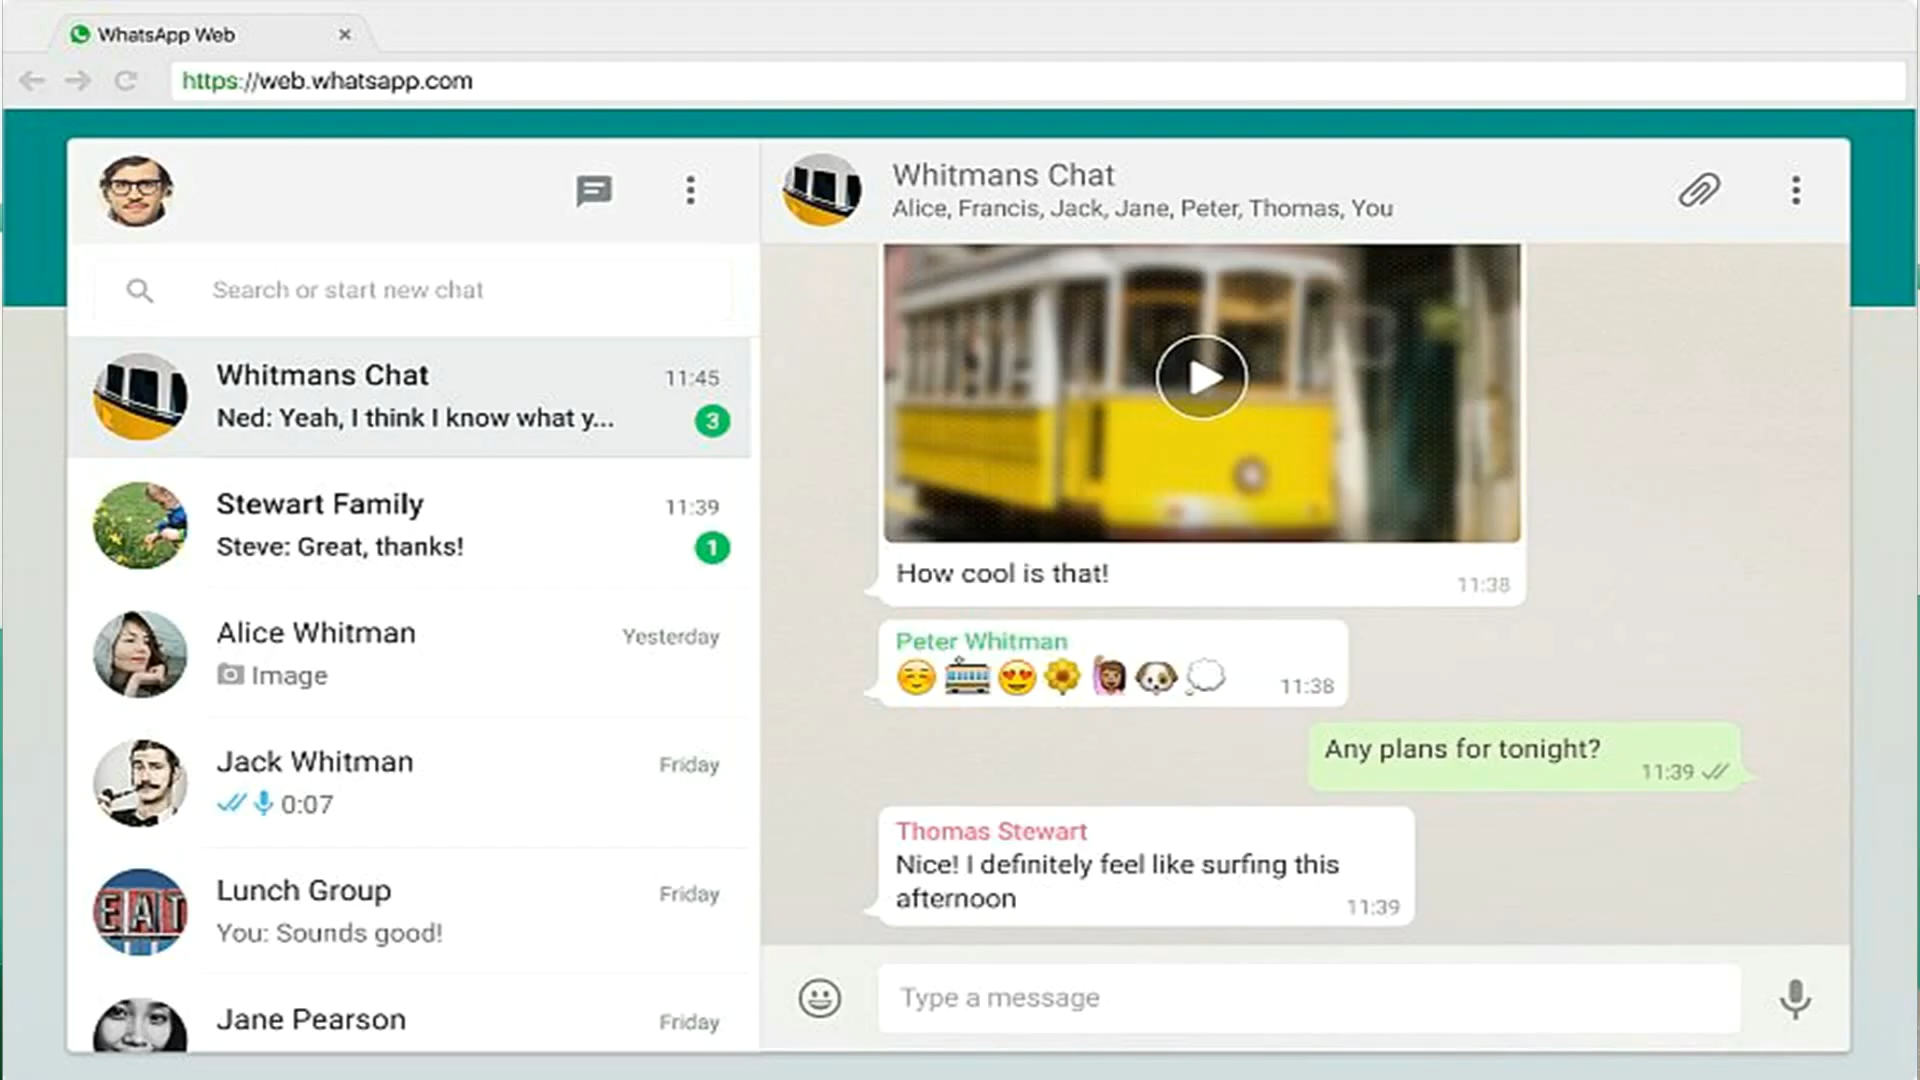 WhatsApp Web
https://web.whatsapp.com
Search or start new chat
Whitmans Chat
11:45
Ned: Yeah, I think I know what y...
3
Stewart Family
11:39
Steve: Great, thanks!
1
Alice Whitman
Yesterday
Image
Jack Whitman
Friday
0:07
EAT
Lunch Group
Friday
You: Sounds good!
Jane Pearson
Friday
Whitmans Chat
Alice, Francis, Jack, Jane, Peter, Thomas, You
How cool is that!
11:38
Peter Whitman
11:38
Any plans for tonight?
11:39
Thomas Stewart
Nice! I definitely feel like surfing this
afternoon
11:39
Type a message